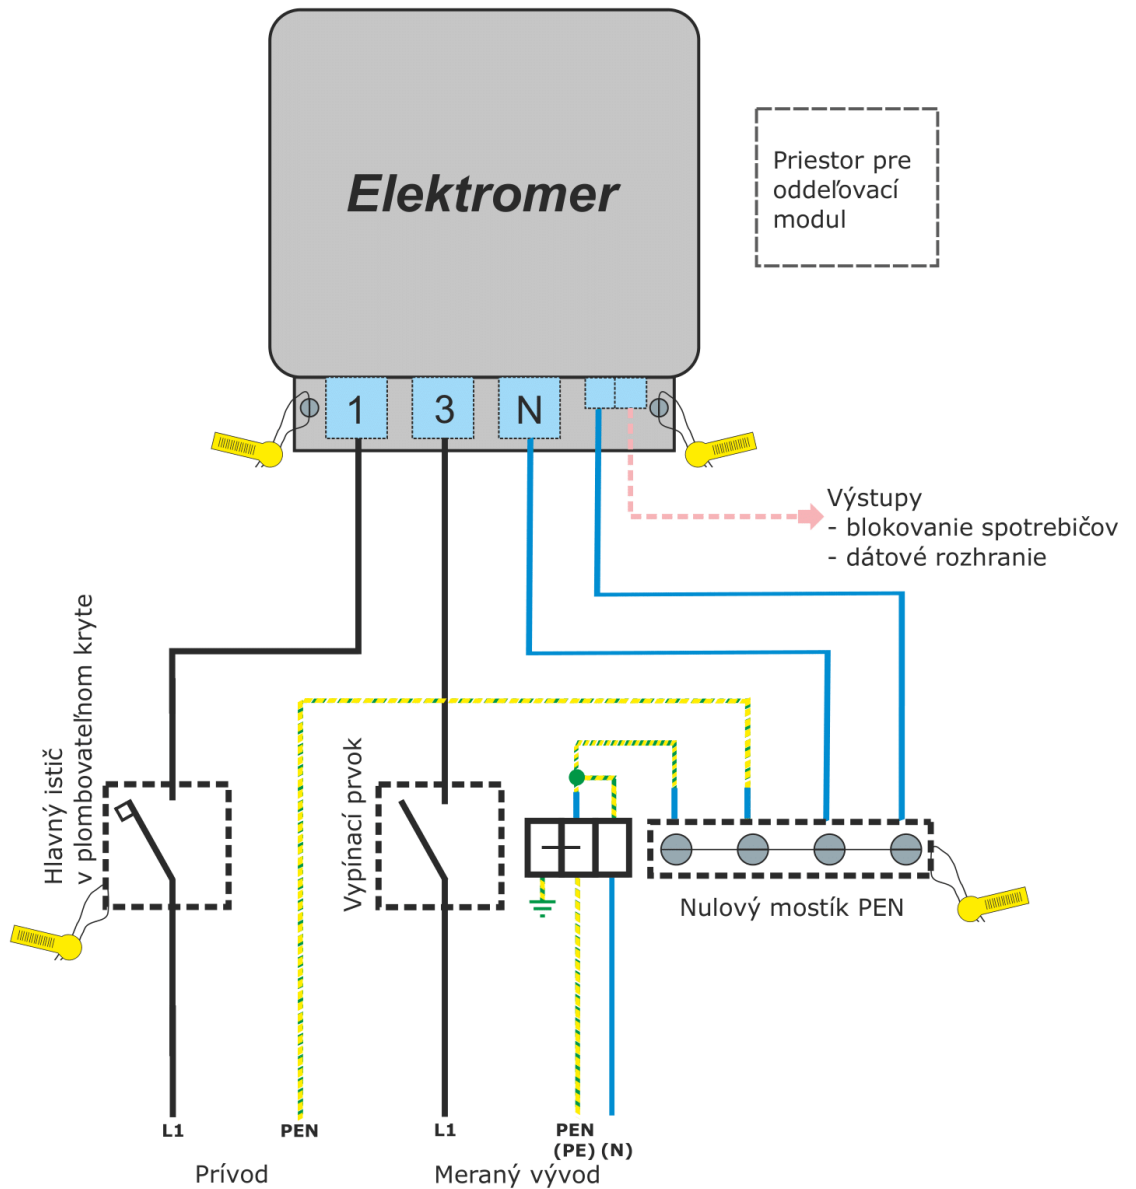 Elektromer
Priestor pre
oddeľovací
modul
1
3
N
Výstupy
- blokovanie spotrebičov
- dátové rozhranie
Hlavný istič
v plombovateľnom kryte
Vypínací prvok
Nulový mostík PEN
L1
PEN
L1
PEN
(PE) (N)
Prívod
Meraný vývod